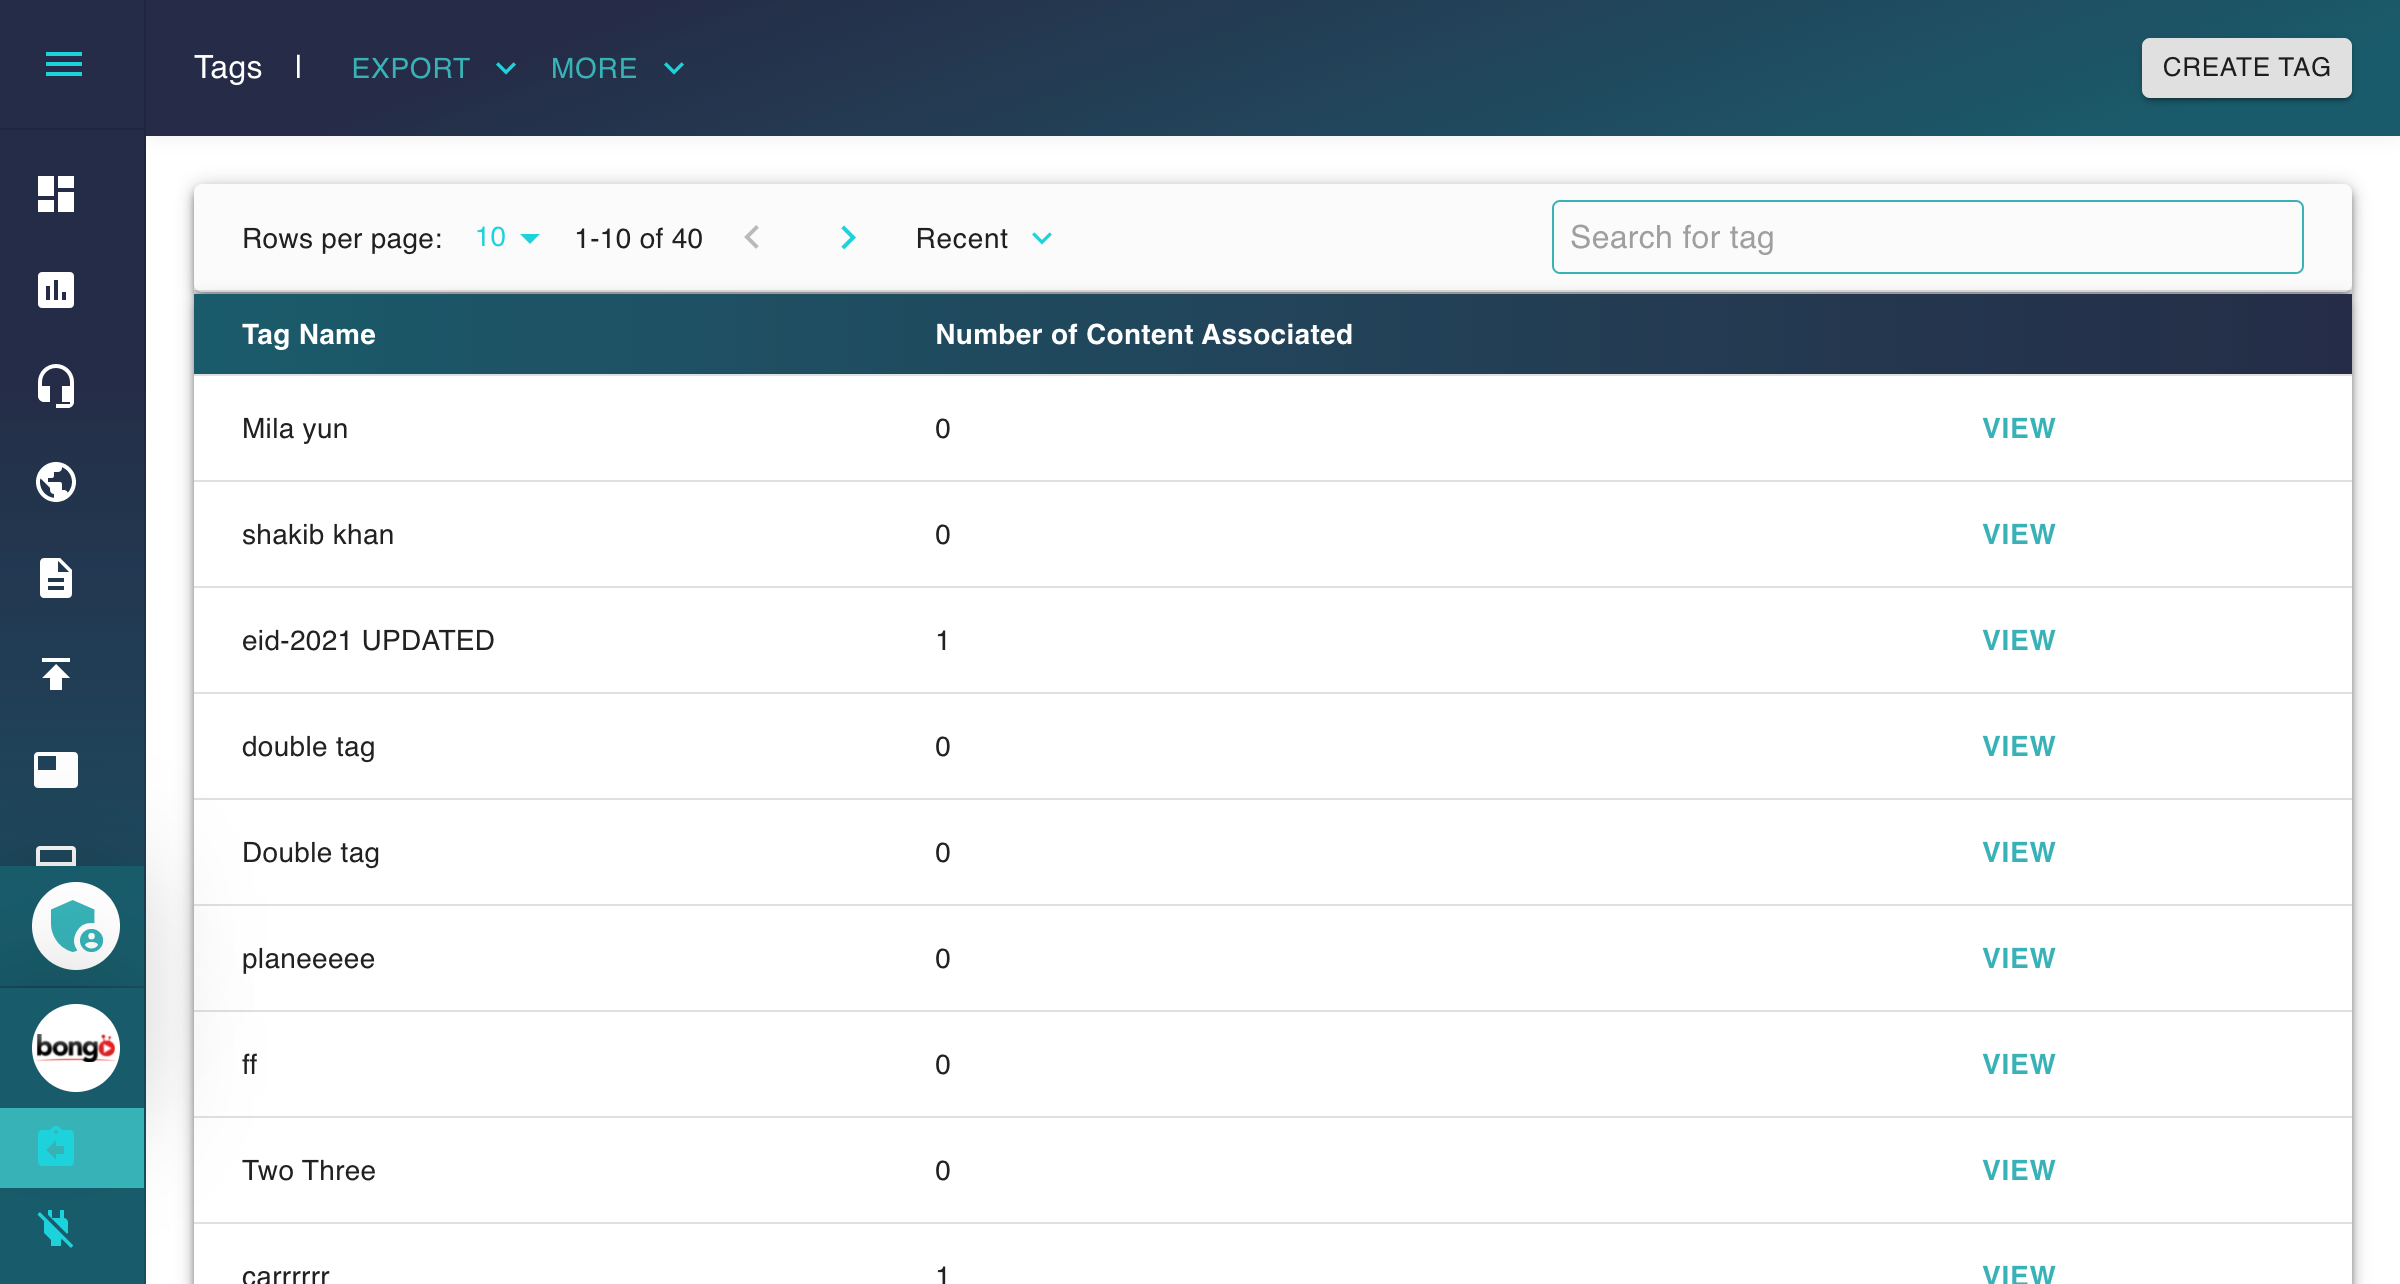 Tags | EXPORT MORE CREATE TAG
Rows per page: 10 1-10 of 40 Recent Search for tag
Tag Name Number of Content Associated
Mila yun 0 VIEW
shakib khan 0 VIEW
eid-2021 UPDATED 1 VIEW
double tag 0 VIEW
Double tag 0 VIEW
planeeeee 0 VIEW
bongo
ff 0 VIEW
Two Three 0 VIEW
carrrrrr 1 VIEW